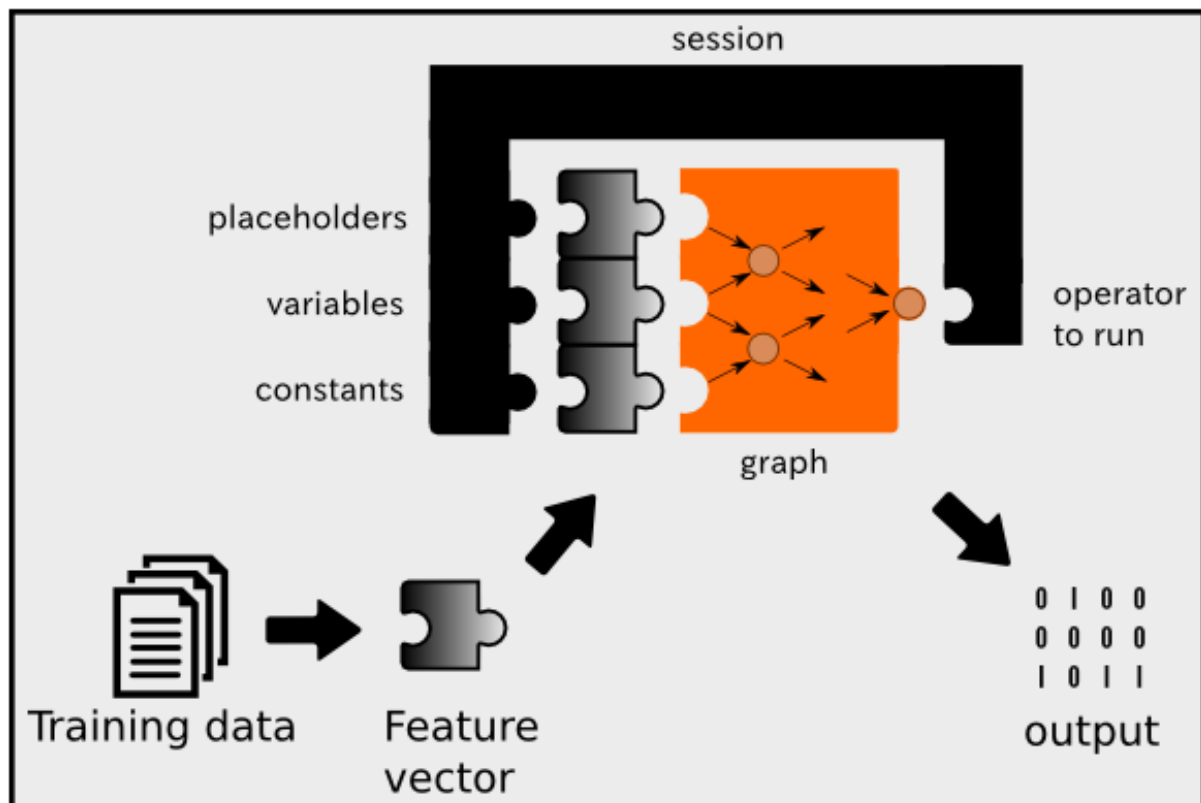 session
placeholders
variables
constants
operator
to run
graph
Training data
Feature
vector
0 1 0 0
0 0 0 0
1 0 1 1
output